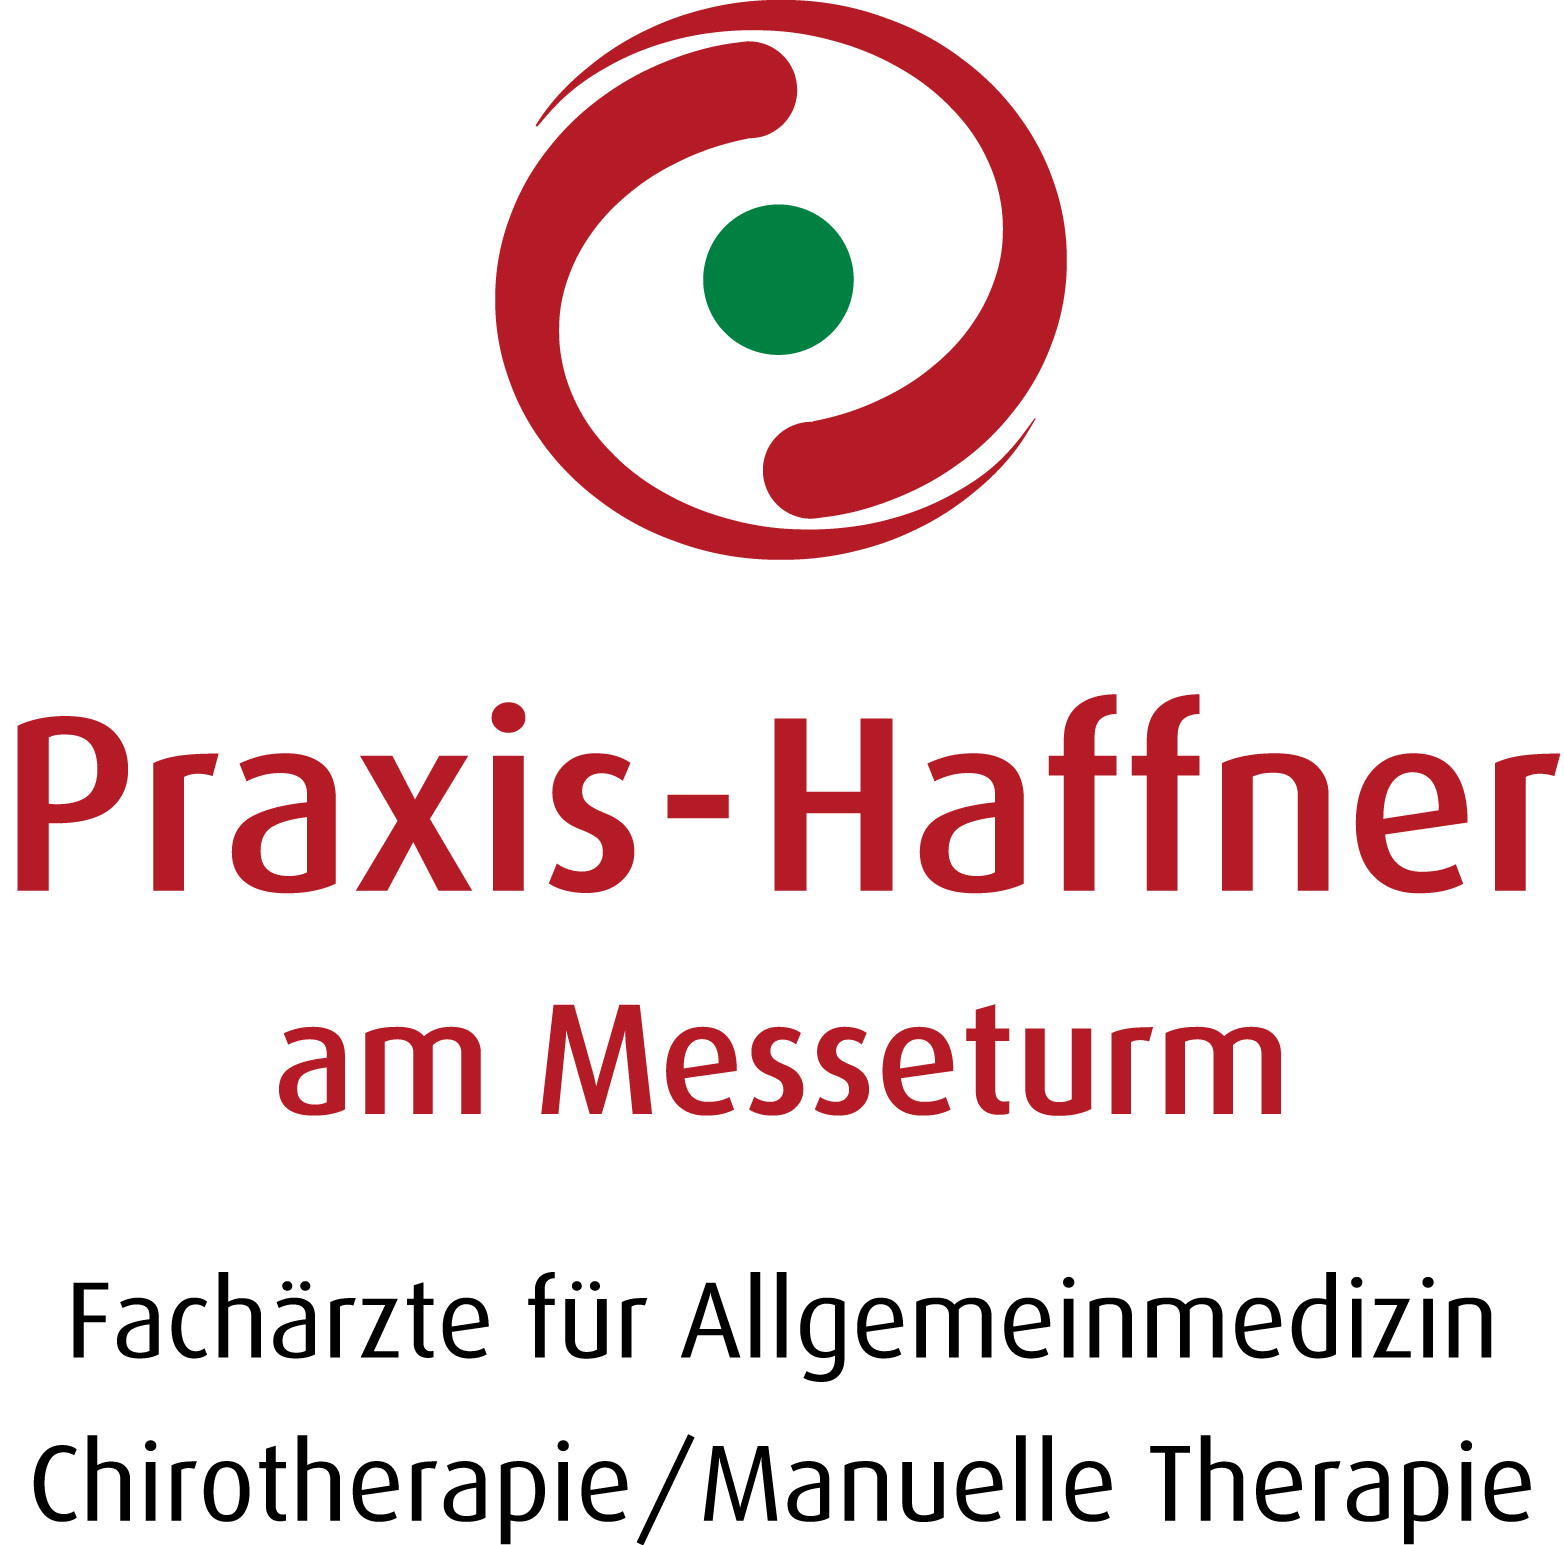 Praxis-Haffner
am Messeturm
Fachärzte für Allgemeinmedizin
Chirotherapie/Manuelle Therapie